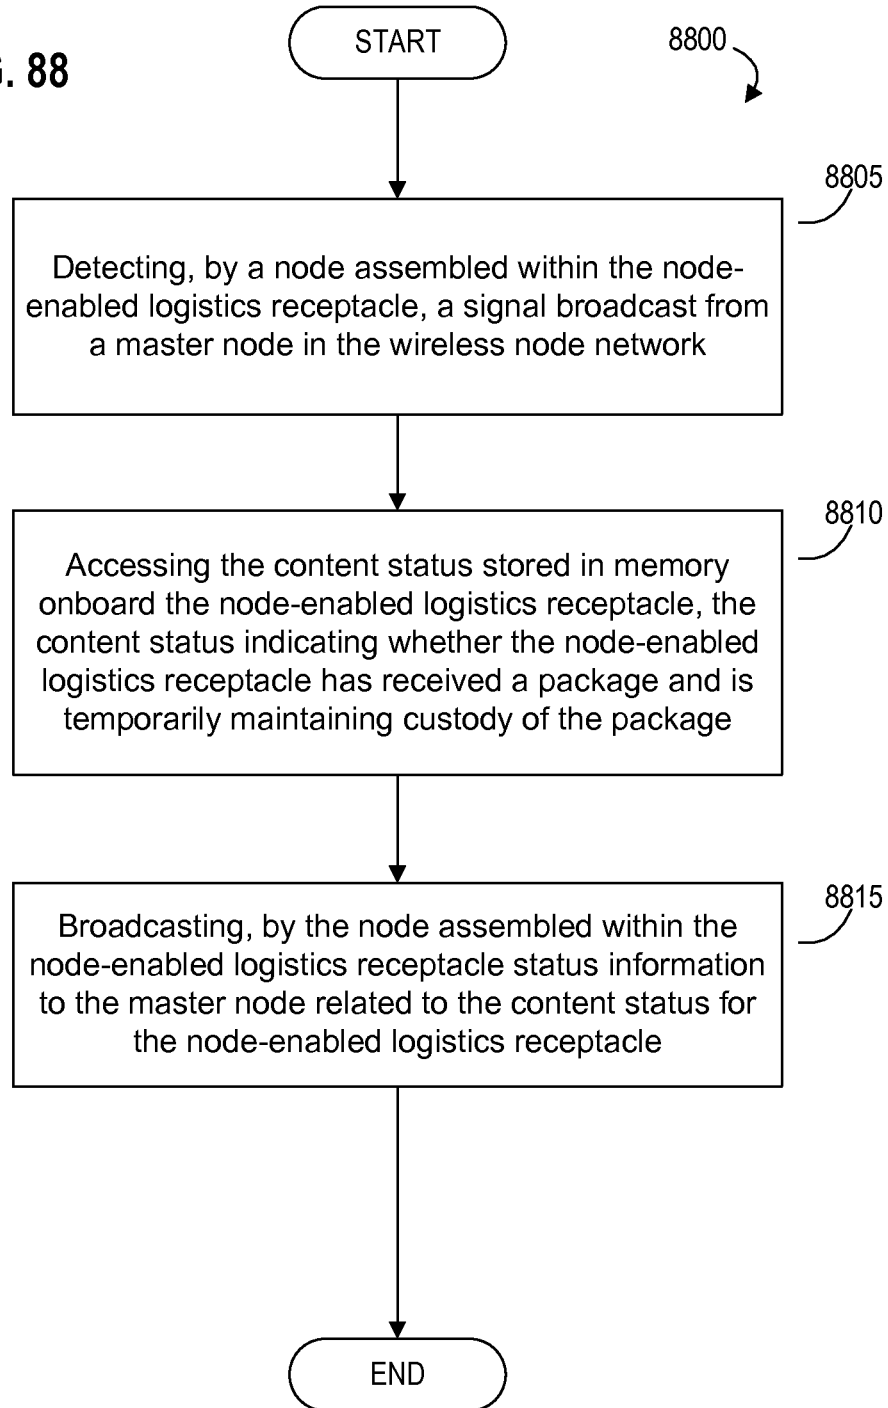 START
8800
. 88
8805
Detecting, by a node assembled within the node-
enabled logistics receptacle, a signal broadcast from
a master node in the wireless node network
8810
Accessing the content status stored in memory
onboard the node-enabled logistics receptacle, the
content status indicating whether the node-enabled
logistics receptacle has received a package and is
temporarily maintaining custody of the package
8815
Broadcasting, by the node assembled within the
node-enabled logistics receptacle status information
to the master node related to the content status for
the node-enabled logistics receptacle
END